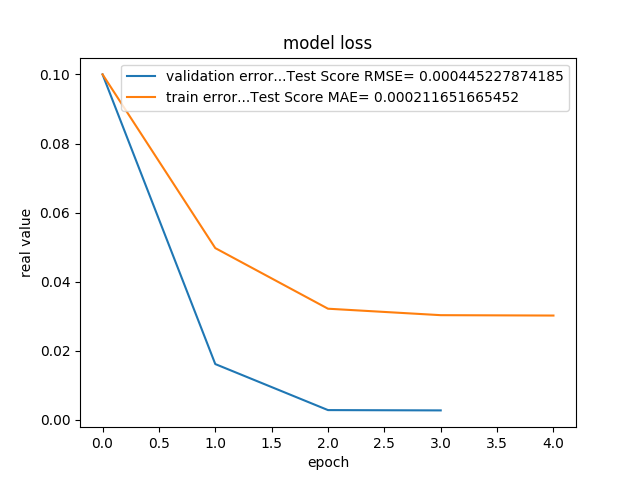 model loss
validation error...Test Score RMSE= 0.000445227874185
train error...Test Score MAE= 0.000211651665452
0.10
0.08
0.06
0.04
0.02
0.00
real value
0.0 0.5 1.0 1.5 2.0 2.5 3.0 3.5 4.0
epoch